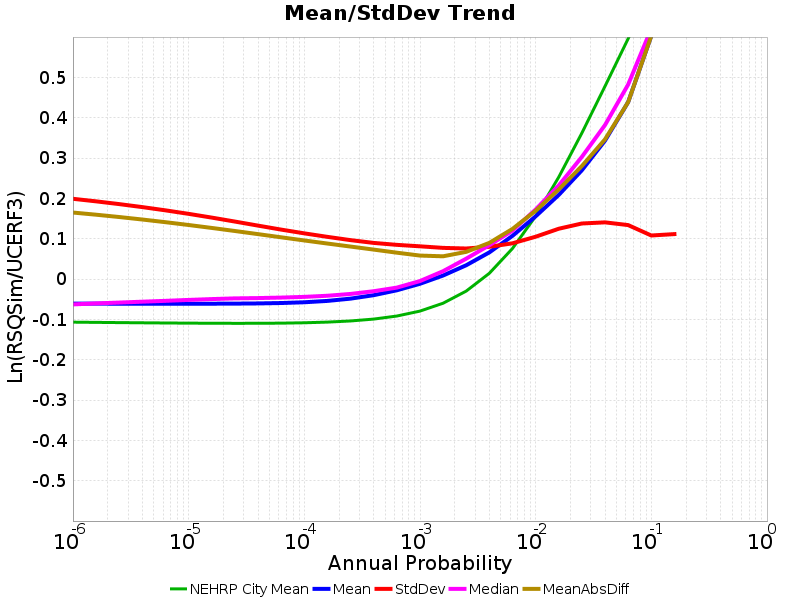 Mean/StdDev Trend
Ln(RSQSim/UCERF3)
0.5
0.4
0.3
0.2
0.1
0
-0.1
-0.2
-0.3
-0.4
-0.5
10^-6 10^-5 10^-4 10^-3 10^-2 10^-1 10^0
Annual Probability
NEHRP City Mean Mean StdDev Median MeanAbsDiff